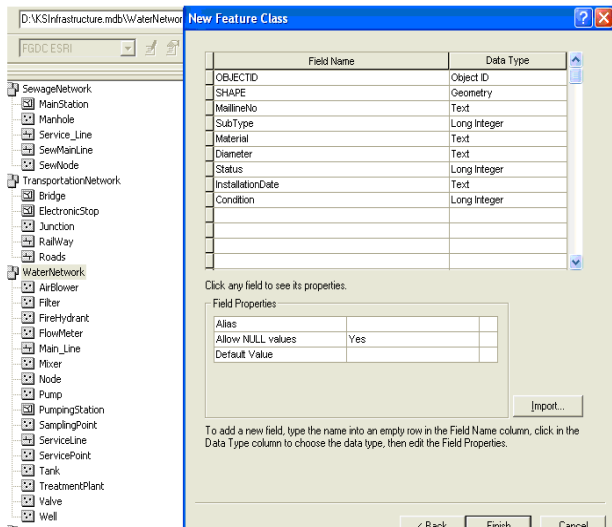 D:\KSInfrastructure.mdb\WaterNetwor
FGDC ESRI
SewageNetwork
MainStation
Manhole
Service_Line
SewMainLine
SewNode
TransportationNetwork
Bridge
ElectronicStop
Junction
RailWay
Roads
WaterNetwork
AirBlower
Filter
FireHydrant
FlowMeter
Main_Line
Mixer
Node
Pump
PumpingStation
SamplingPoint
ServiceLine
ServicePoint
Tank
TreatmentPlant
Valve
Well
New Feature Class
Field Name Data Type
OBJECTID Object ID
SHAPE Geometry
MaillineNo Text
SubType Long Integer
Material Text
Diameter Text
Status Long Integer
InstallationDate Text
Condition Long Integer
Click any field to see its properties.
Field Properties
Alias
Allow NULL values Yes
Default Value
Import...
To add a new field, type the name into an empty row in the Field Name column, click in the
Data Type column to choose the data type, then edit the Field Properties.
< Back Finish Cancel